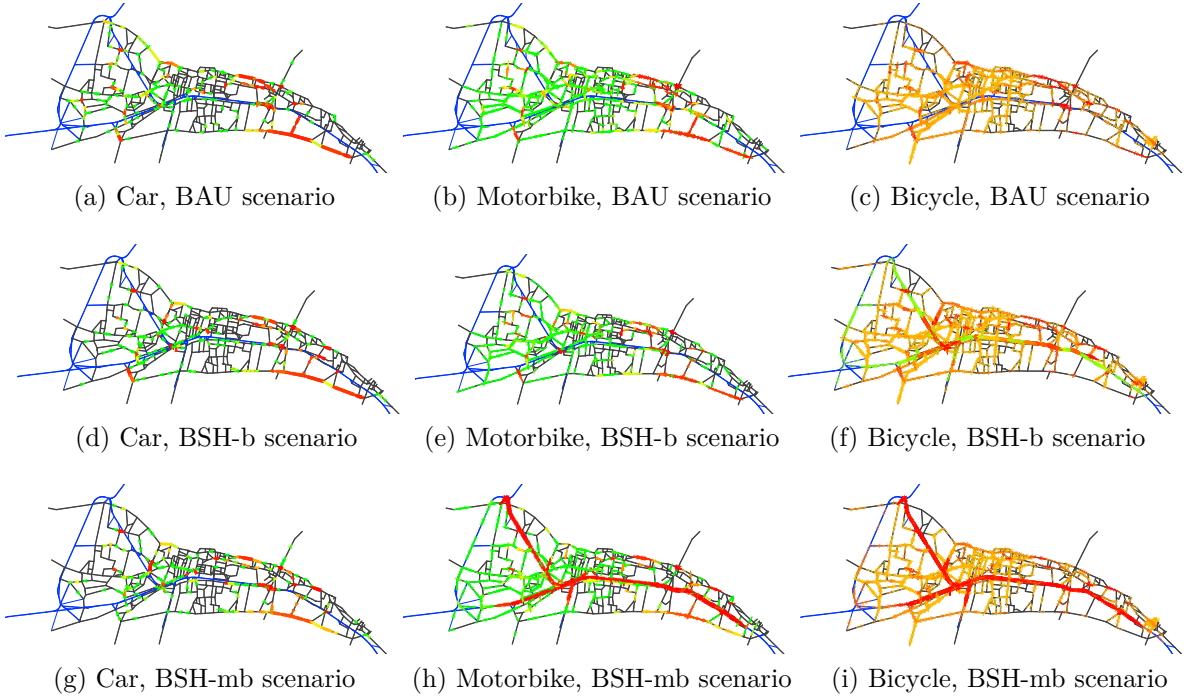 (a) Car, BAU scenario
(b) Motorbike, BAU scenario
(c) Bicycle, BAU scenario
(d) Car, BSH-b scenario
(e) Motorbike, BSH-b scenario
(f) Bicycle, BSH-b scenario
(g) Car, BSH-mb scenario
(h) Motorbike, BSH-mb scenario
(i) Bicycle, BSH-mb scenario